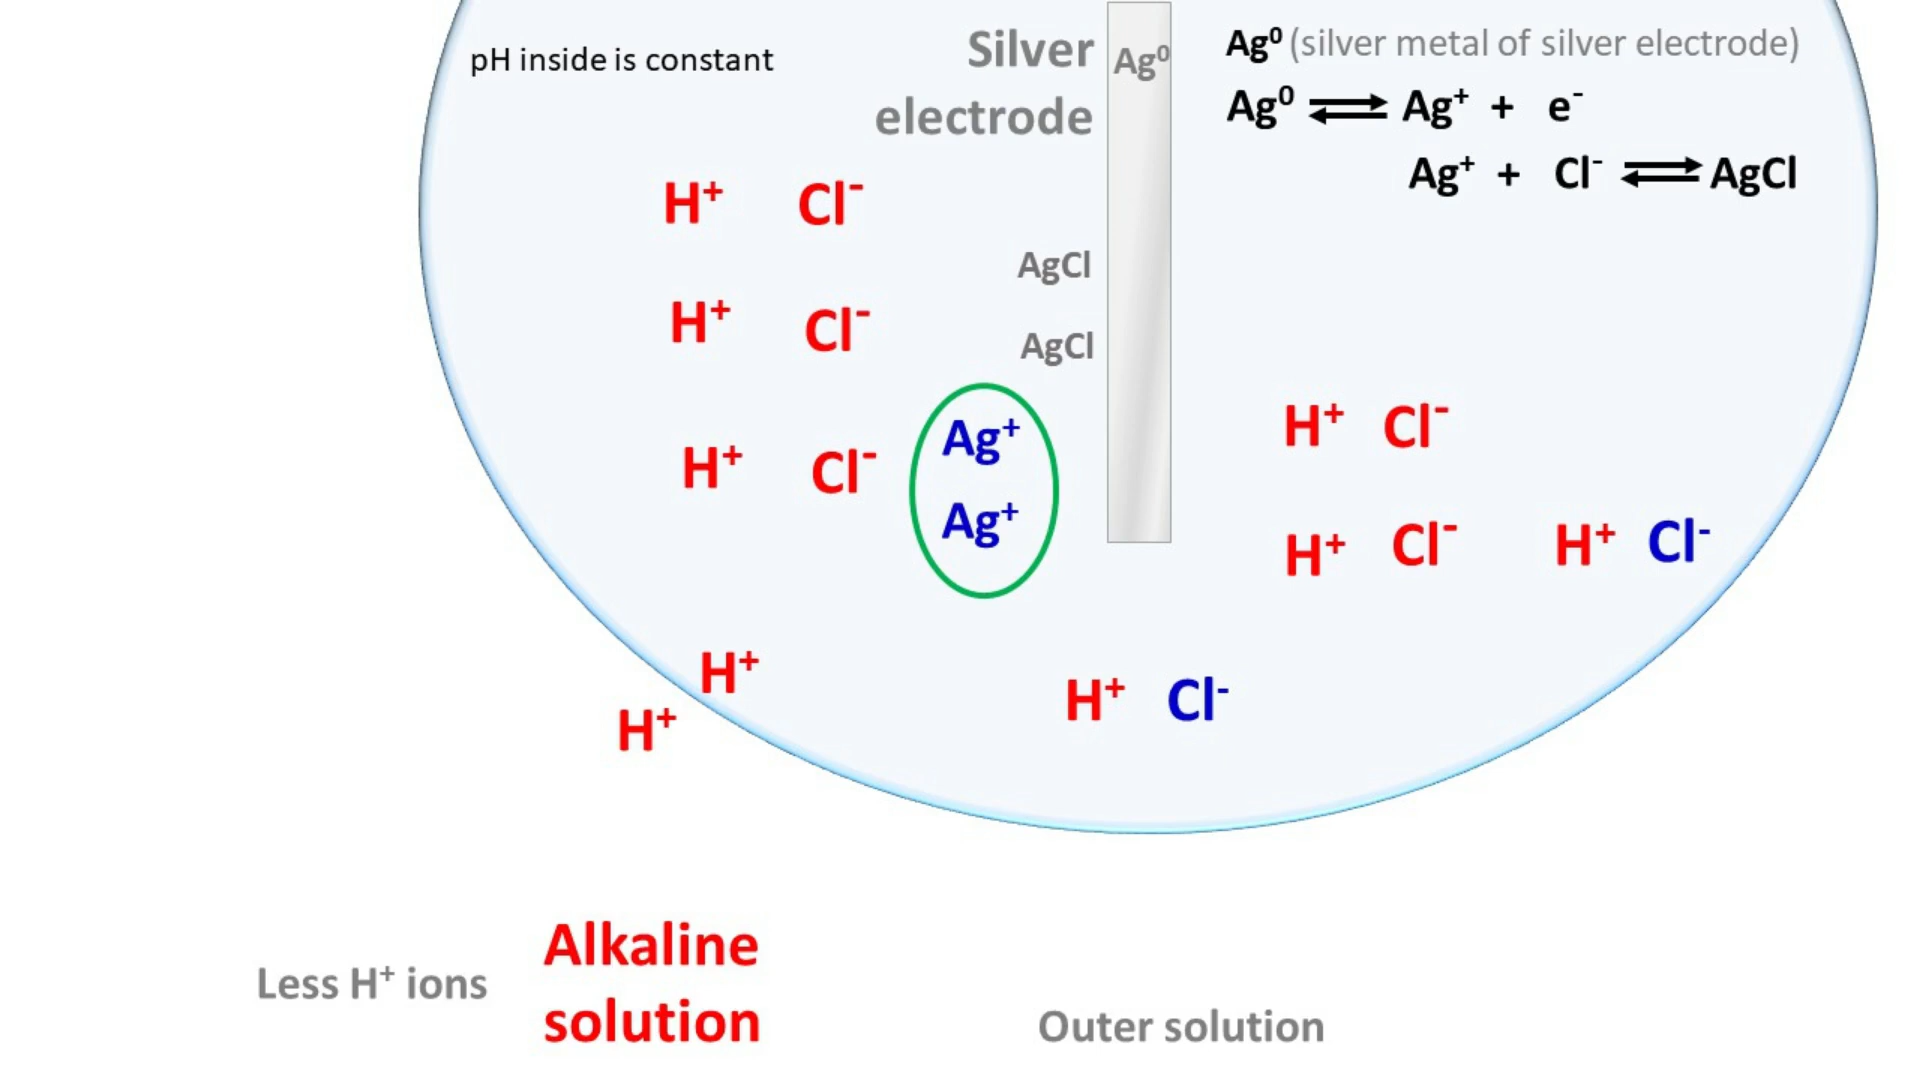 pH inside is constant
Silver
electrode
Ag⁰
Ag⁰ (silver metal of silver electrode)
Ag⁰ ⇌ Ag⁺ + e⁻
Ag⁺ + Cl⁻ ⇌ AgCl
H⁺ Cl⁻
AgCl
H⁺ Cl⁻
AgCl
H⁺ Cl⁻
Ag⁺
Ag⁺
H⁺ Cl⁻
H⁺ Cl⁻
H⁺ Cl⁻
H⁺
H⁺
H⁺ Cl⁻
Less H⁺ ions
Alkaline
solution
Outer solution